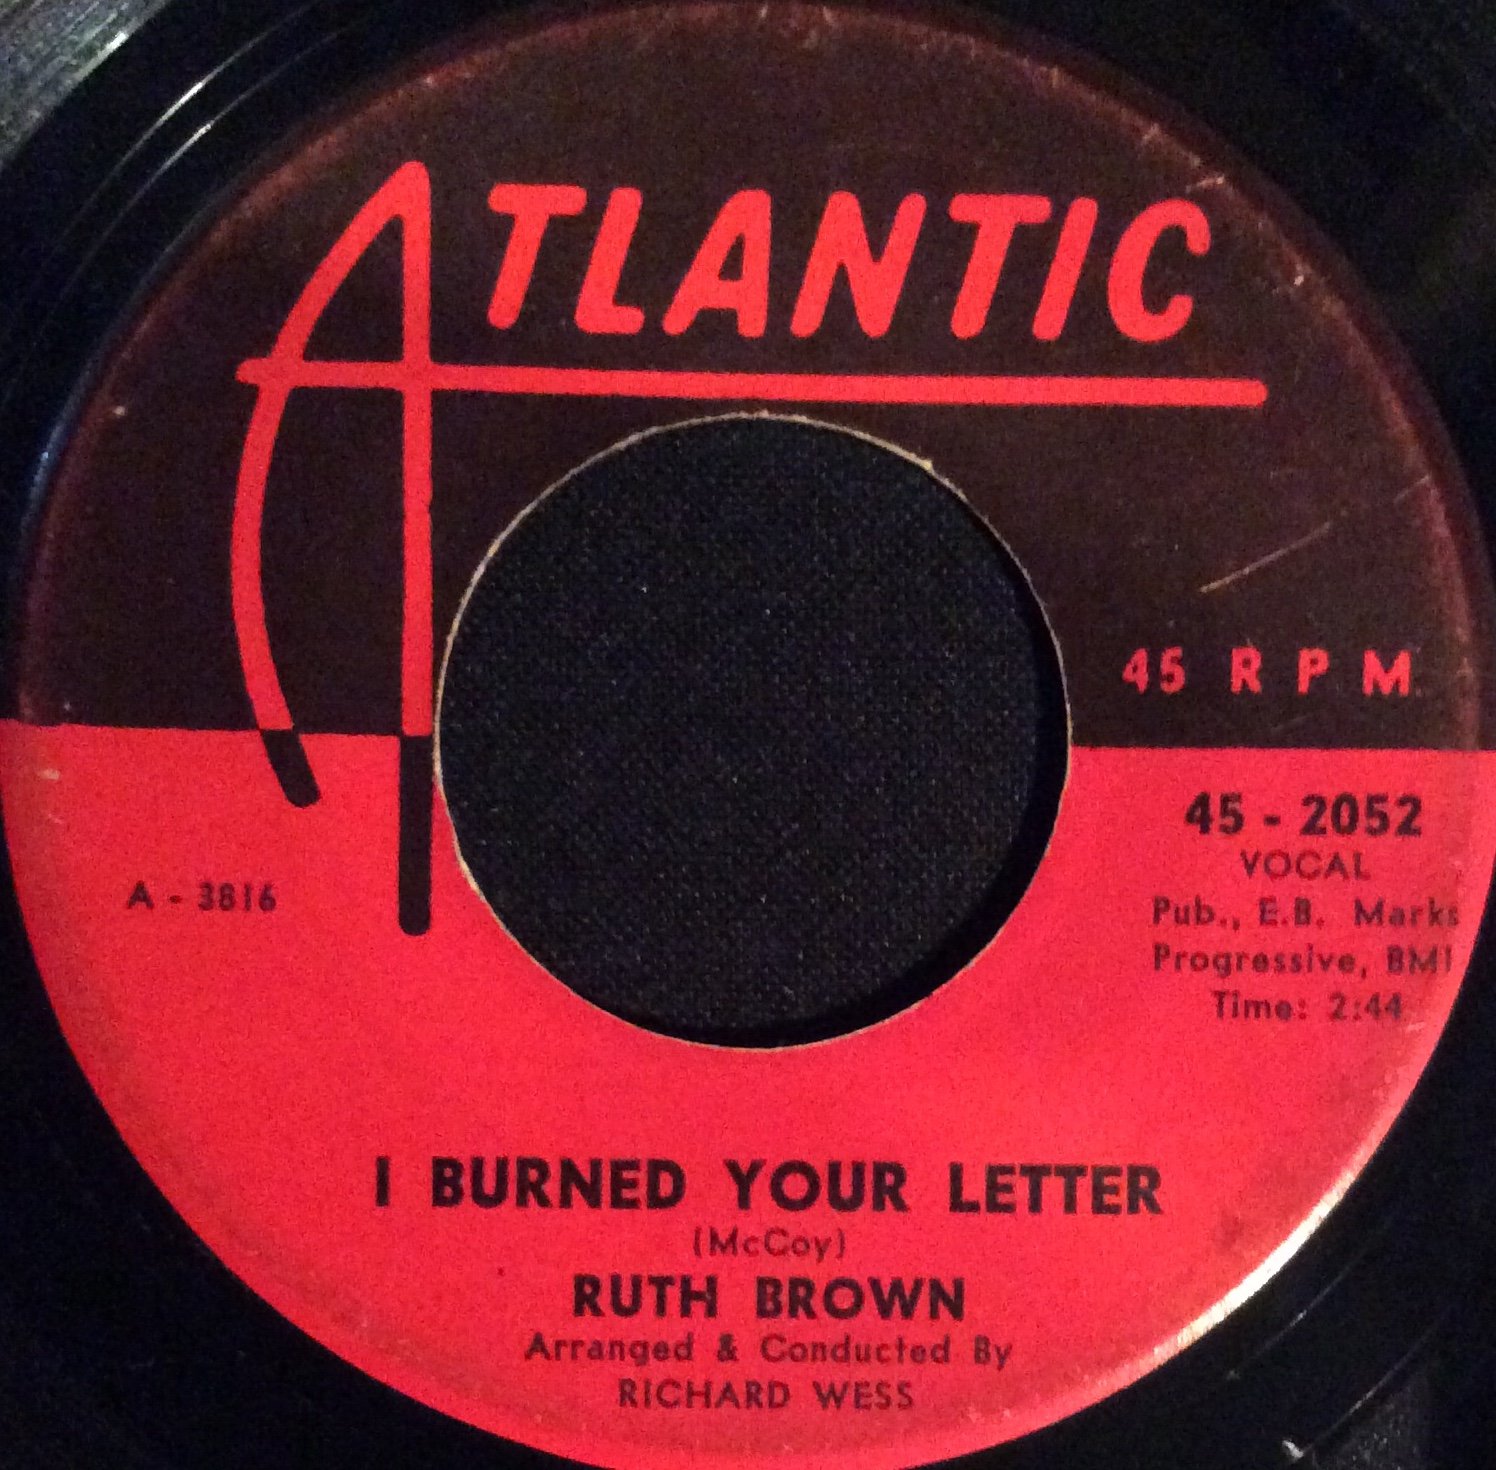 ATLANTIC
45 RPM
45 - 2052
VOCAL
Pub., E.B. Marks
Progressive, BMI
Time: 2:44
A - 3816
I BURNED YOUR LETTER
(McCoy)
RUTH BROWN
Arranged & Conducted By
RICHARD WESS